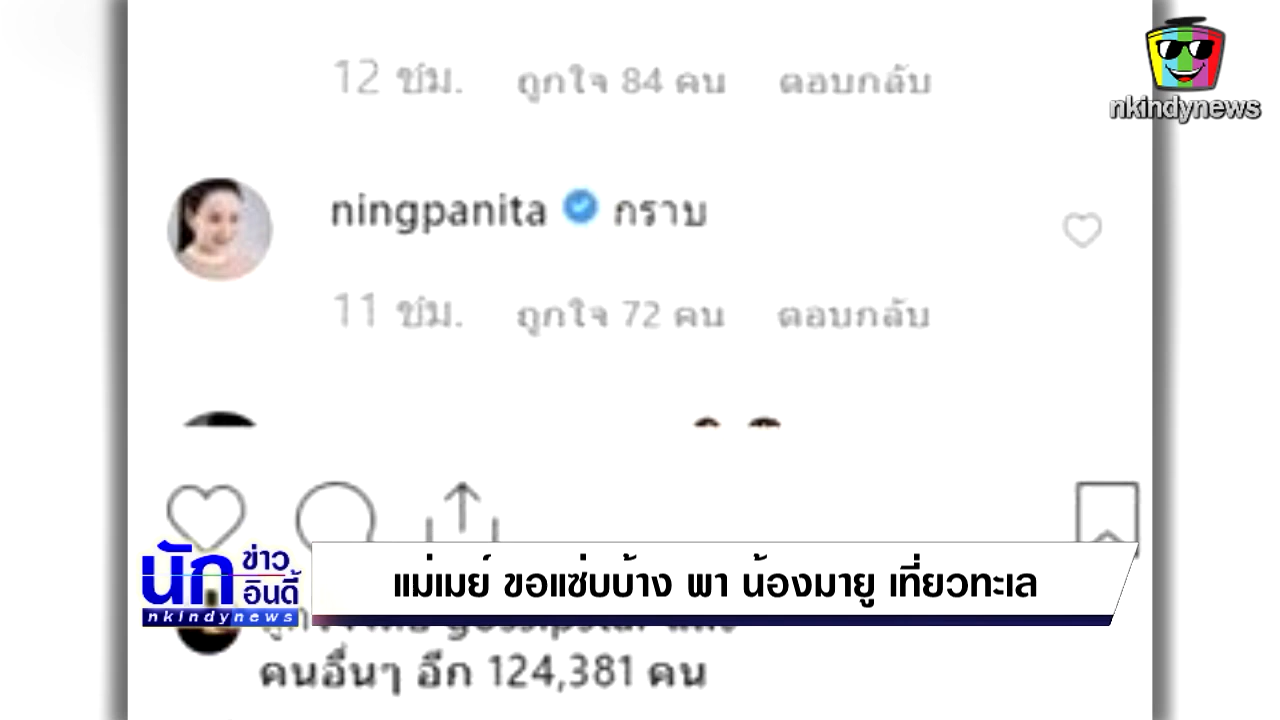 nkindynews
12 ชม. ถูกใจ 84 คน ตอบกลับ
ningpanita กราบ
11 ชม. ถูกใจ 72 คน ตอบกลับ
นักข่าวอินดี้
nkindynews
แม่เมย์ ขอแซ่บบ้าง พา น้องมายู เที่ยวทะเล
คนอื่นๆ อีก 124,381 คน